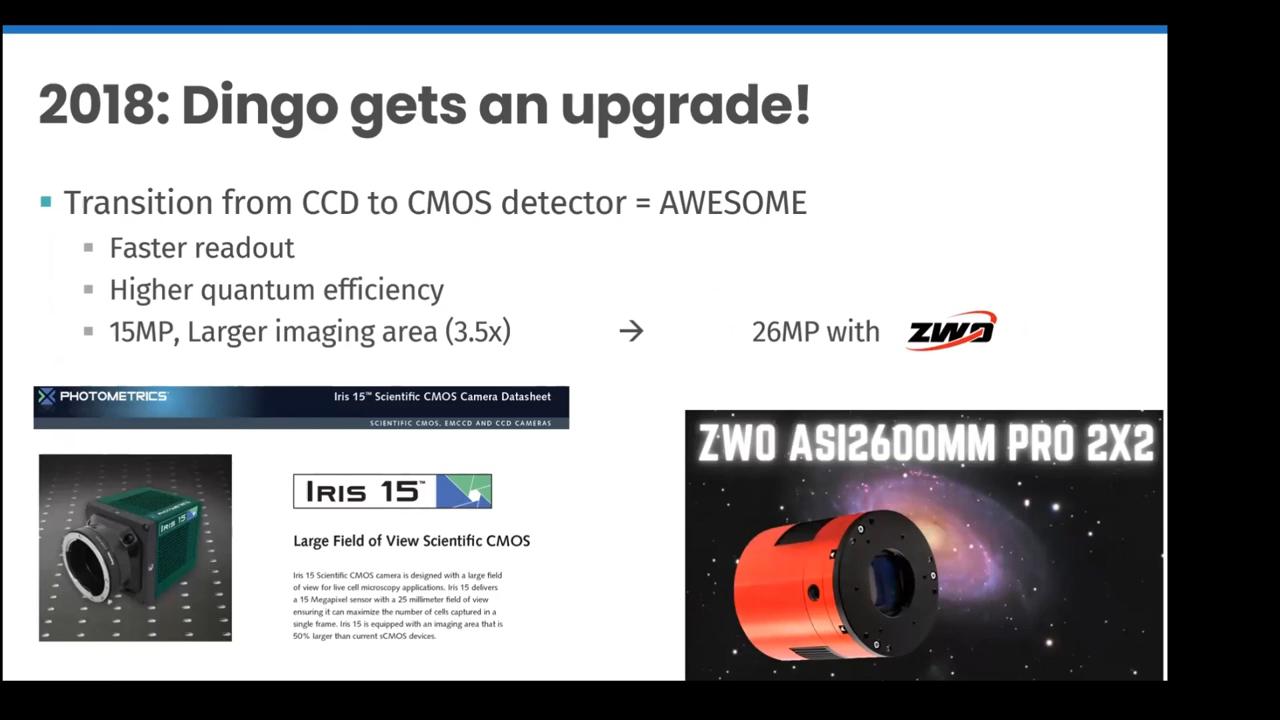 2018: Dingo gets an upgrade!
Transition from CCD to CMOS detector = AWESOME
Faster readout
Higher quantum efficiency
15MP, Larger imaging area (3.5x) → 26MP with ZWO
PHOTOMETRICS
Iris 15™ Scientific CMOS Camera Datasheet
SCIENTIFIC CMOS, EMCCD AND CCD CAMERAS
IRIS 15
IRIS 15™
Large Field of View Scientific CMOS
Iris 15 Scientific CMOS camera is designed with a large field
of view for live cell microscopy applications. Iris 15 delivers
a 15 Megapixel sensor with a 25 millimeter field of view
ensuring it can maximize the number of cells captured in a
single frame. Iris 15 is equipped with an imaging area that is
50% larger than current sCMOS devices.
ZWO ASI2600MM PRO 2X2